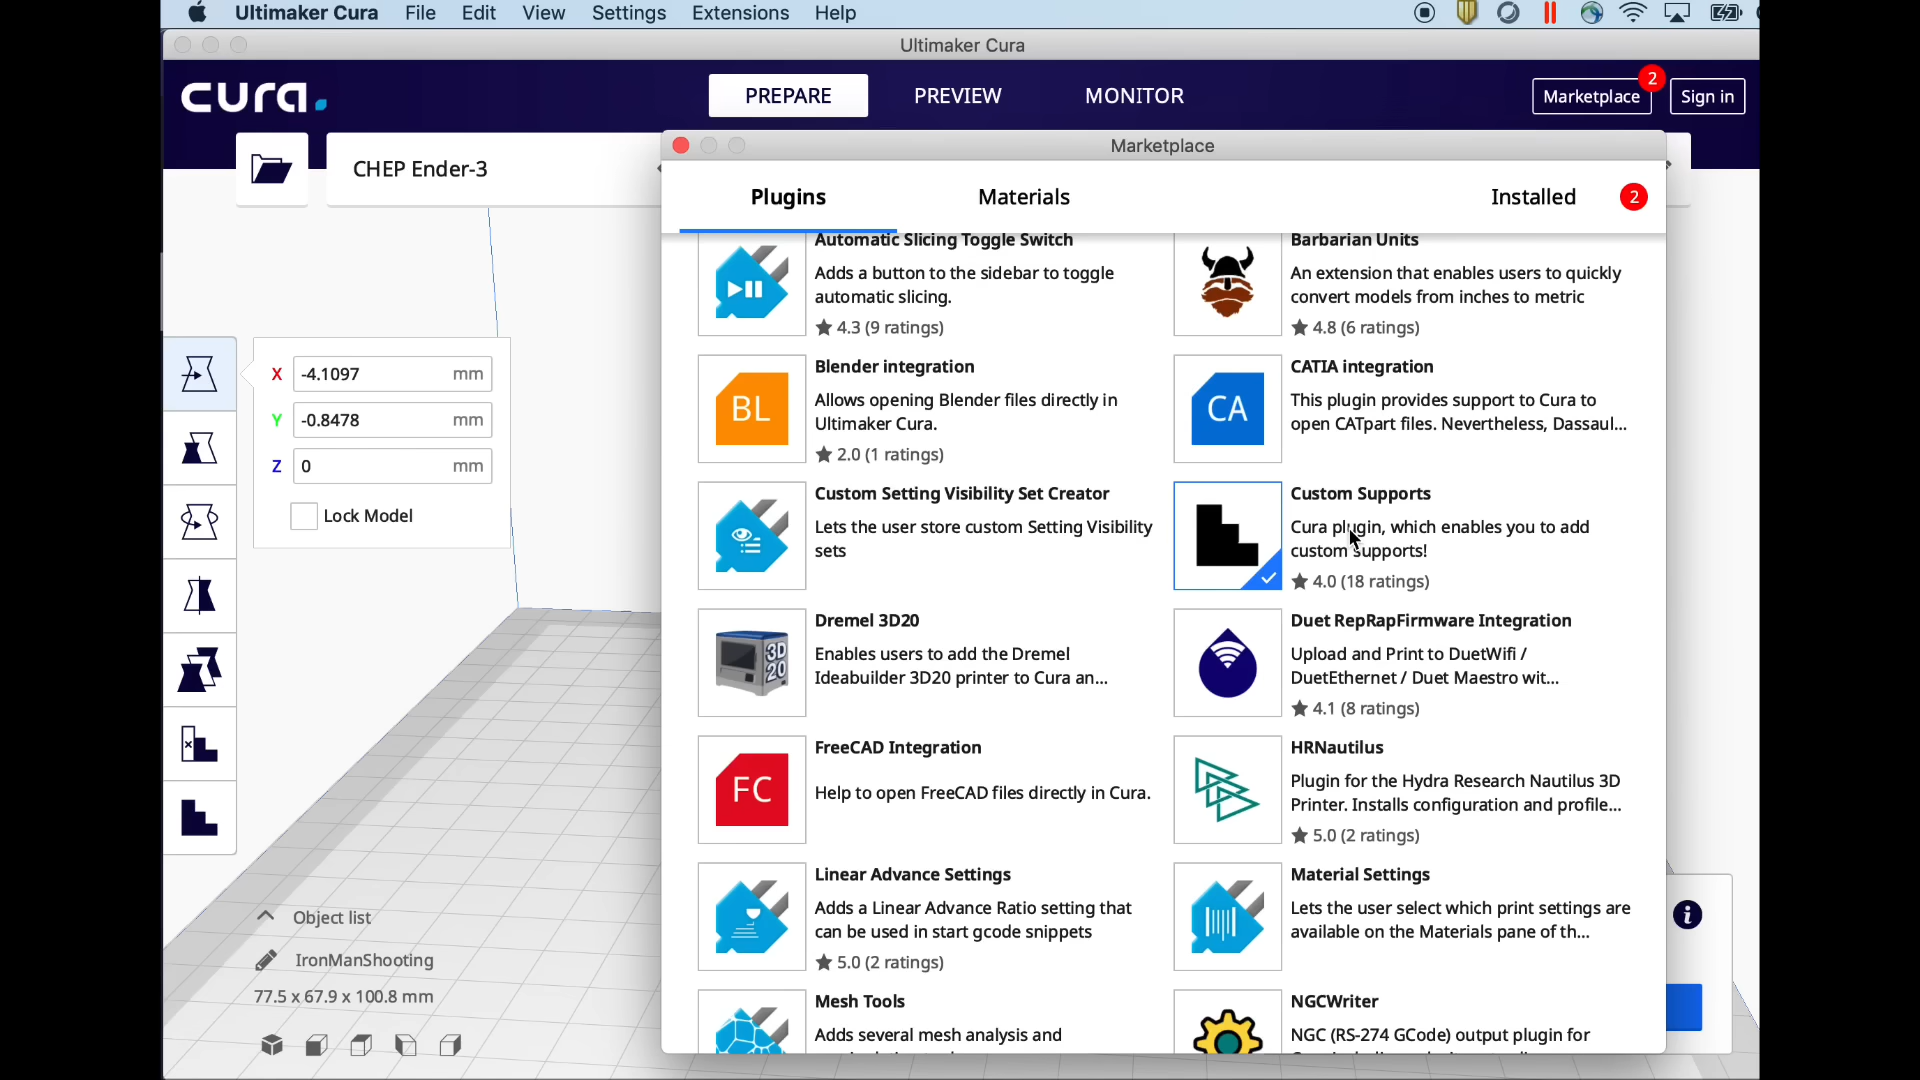 Ultimaker Cura File Edit View Settings Extensions Help
Ultimaker Cura
cura.
PREPARE PREVIEW MONITOR
Marketplace 2 Sign in
CHEP Ender-3
Marketplace
Plugins Materials Installed 2
Automatic Slicing Toggle Switch
Adds a button to the sidebar to toggle
automatic slicing.
4.3 (9 ratings)
Barbarian Units
An extension that enables users to quickly
convert models from inches to metric
4.8 (6 ratings)
X -4.1097 mm
Y -0.8478 mm
Z 0 mm
Lock Model
BL
Blender integration
Allows opening Blender files directly in
Ultimaker Cura.
2.0 (1 ratings)
CA
CATIA integration
This plugin provides support to Cura to
open CATpart files. Nevertheless, Dassaul...
Custom Setting Visibility Set Creator
Lets the user store custom Setting Visibility
sets
Custom Supports
Cura plugin, which enables you to add
custom supports!
4.0 (18 ratings)
3D
20
Dremel 3D20
Enables users to add the Dremel
Ideabuilder 3D20 printer to Cura an...
Duet RepRapFirmware Integration
Upload and Print to DuetWifi /
DuetEthernet / Duet Maestro wit...
4.1 (8 ratings)
FC
FreeCAD Integration
Help to open FreeCAD files directly in Cura.
HRNautilus
Plugin for the Hydra Research Nautilus 3D
Printer. Installs configuration and profile...
5.0 (2 ratings)
Linear Advance Settings
Adds a Linear Advance Ratio setting that
can be used in start gcode snippets
5.0 (2 ratings)
Material Settings
Lets the user select which print settings are
available on the Materials pane of th...
Mesh Tools
Adds several mesh analysis and
NGCWriter
NGC (RS-274 GCode) output plugin for
Object list
IronManShooting
77.5 x 67.9 x 100.8 mm